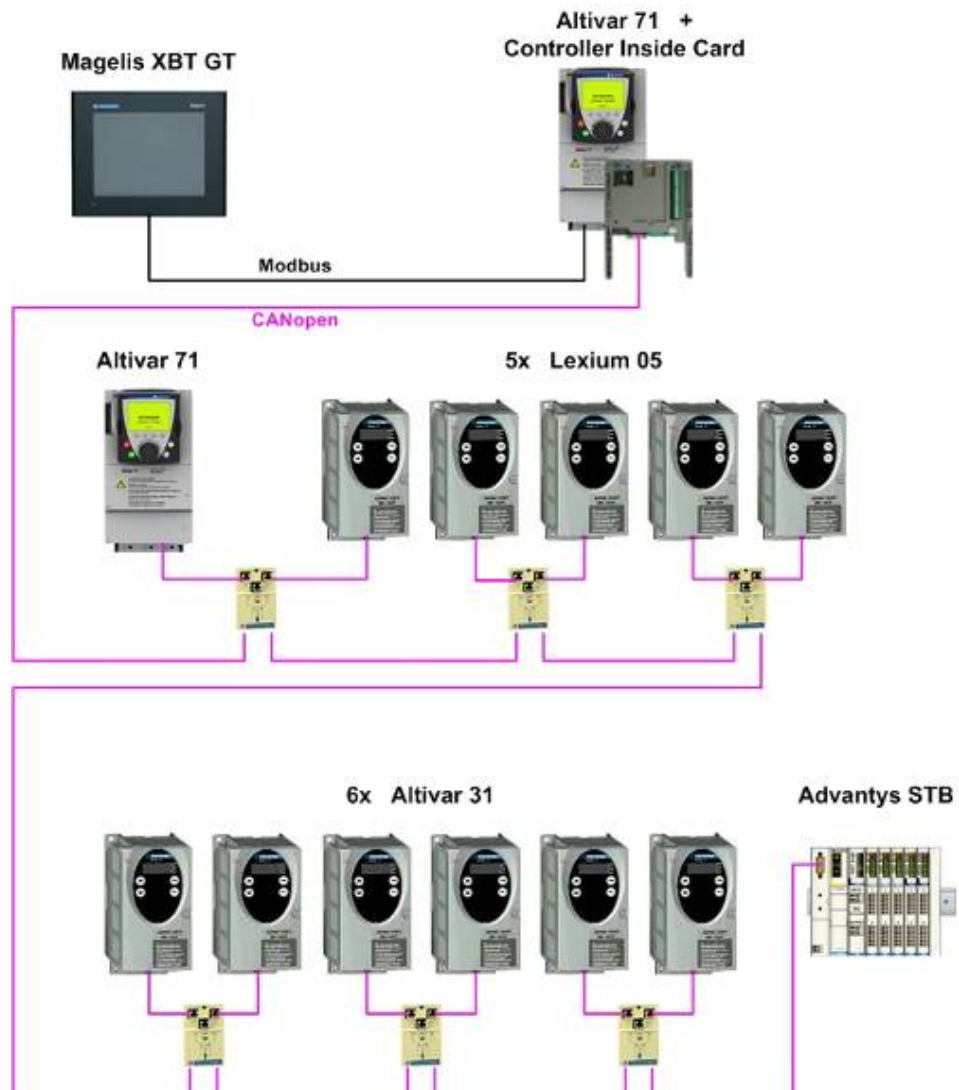 Altivar 71 +
Controller Inside Card
Magelis XBT GT
Modbus
CANopen
Altivar 71
5x Lexium 05
6x Altivar 31
Advantys STB